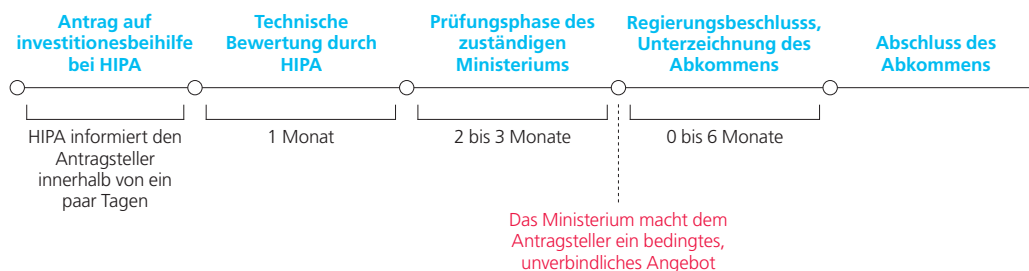 Antrag auf
investitionesbeihilfe
bei HIPA
Technische
Bewertung durch
HIPA
Prüfungsphase des
zuständigen
Ministeriums
Regierungsbeschlusss,
Unterzeichnung des
Abkommens
Abschluss des
Abkommens
HIPA informiert den
Antragsteller
innerhalb von ein
paar Tagen
1 Monat
2 bis 3 Monate
0 bis 6 Monate
Das Ministerium macht dem
Antragsteller ein bedingtes,
unverbindliches Angebot